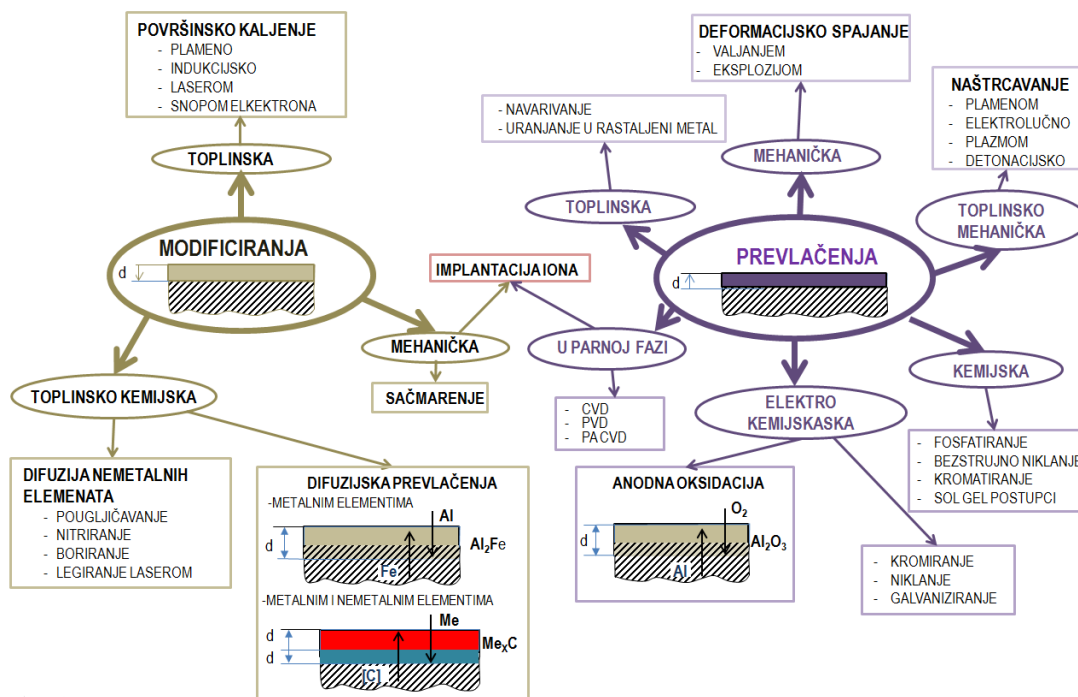 POVRŠINSKO KALJENJE
- PLAMENO
- INDUKCIJSKO
- LASEROM
- SNOPOM ELKEKTRONA
TOPLINSKA
MODIFICIRANJA
d
MEHANIČKA
SAČMARENJE
IMPLANTACIJA IONA
TOPLINSKO KEMIJSKA
DIFUZIJA NEMETALNIH
ELEMENATA
- POUGLJIČAVANJE
- NITRIRANJE
- BORIRANJE
- LEGIRANJE LASEROM
DIFUZIJSKA PREVLAČENJA
-METALNIM ELEMENTIMA
Al
d
Al₂Fe
Fe
-METALNIM I NEMETALNIM ELEMENTIMA
Me
d
MeₓC
d
[C]
DEFORMACIJSKO SPAJANJE
- VALJANJEM
- EKSPLOZIJOM
- NAVARIVANJE
- URANJANJE U RASTALJENI METAL
NAŠTRCAVANJE
- PLAMENOM
- ELEKTROLUČNO
- PLAZMOM
- DETONACIJSKO
MEHANIČKA
TOPLINSKA
TOPLINSKO
MEHANIČKA
PREVLAČENJA
d
U PARNOJ FAZI
- CVD
- PVD
- PA CVD
ELEKTRO
KEMIJSKASKA
KEMIJSKA
- FOSFATIRANJE
- BEZSTRUJNO NIKLANJE
- KROMATIRANJE
- SOL GEL POSTUPCI
ANODNA OKSIDACIJA
O₂
d
Al₂O₃
Al
- KROMIRANJE
- NIKLANJE
- GALVANIZIRANJE